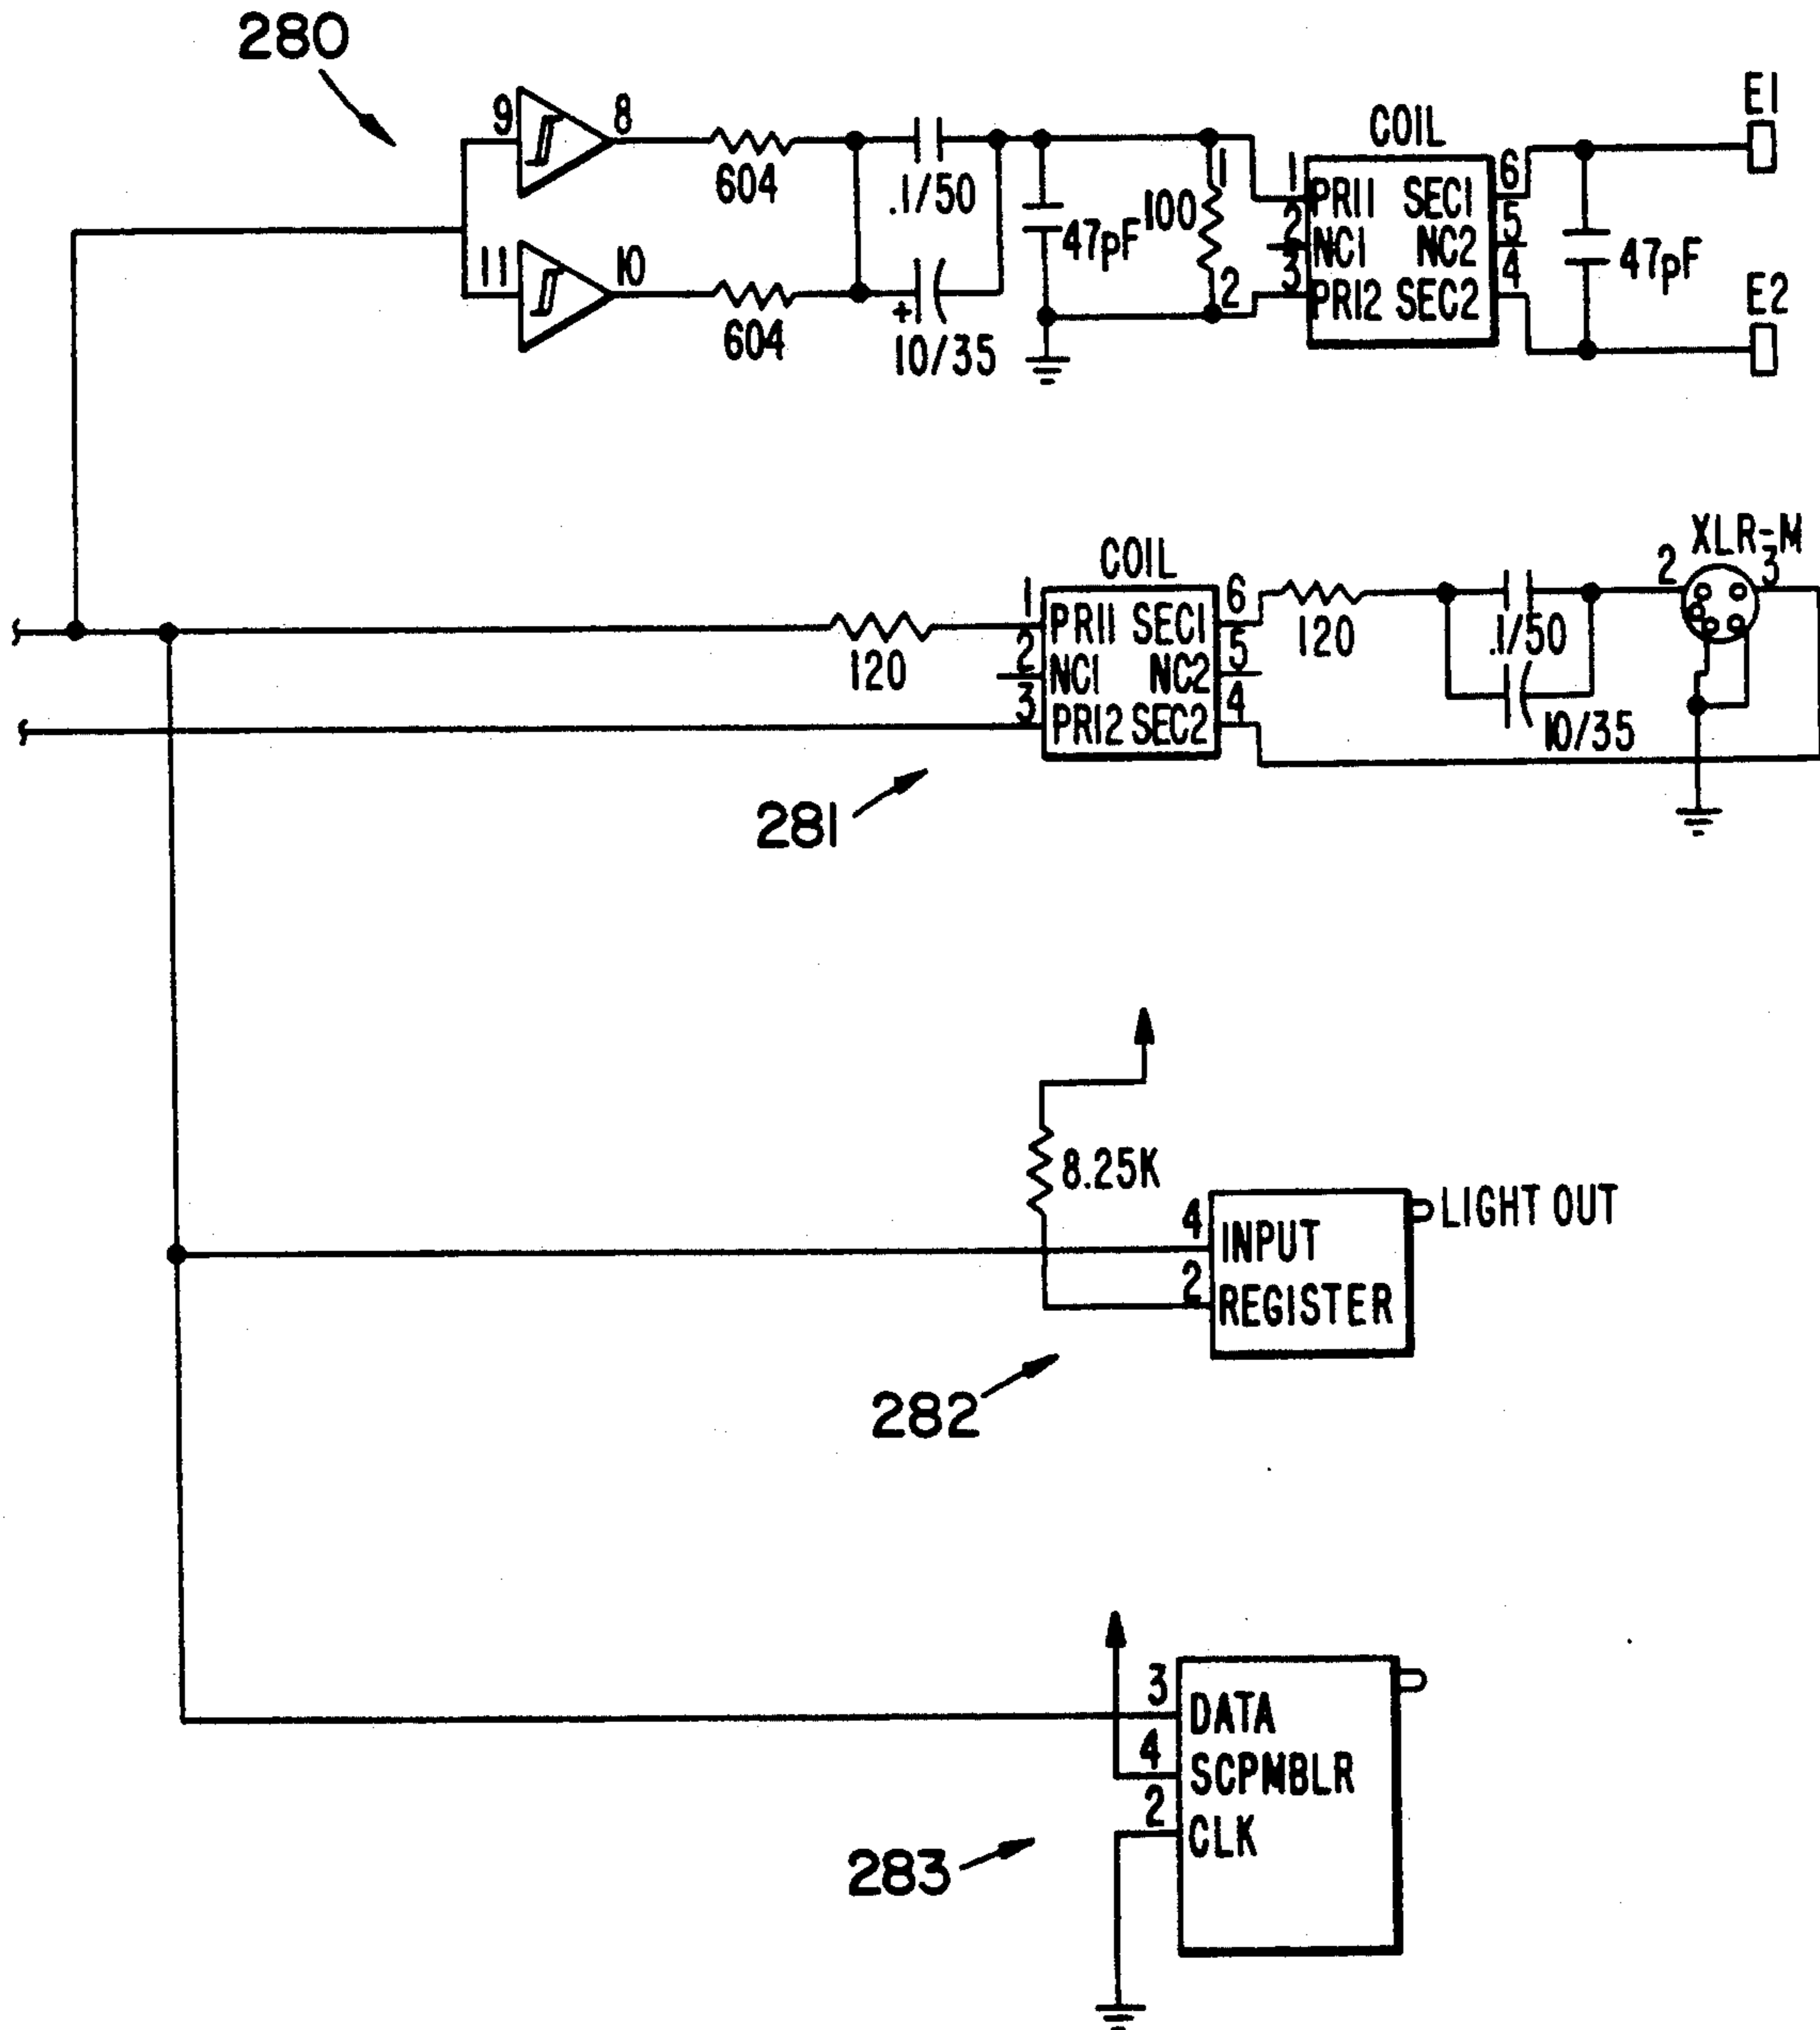 280
9 8
604
.1/50
47pF
100
1
2
COIL
1 PRI1 SEC1 6
2 NC1 NC2 5
3 PRI2 SEC2 4
47pF
E1
E2
11 10
604
+
10/35
COIL
1 PRI1 SEC1 6
2 NC1 NC2 5
3 PRI2 SEC2 4
120
120
.1/50
10/35
XLR-M
2 3
281
8.25K
4 INPUT
2 REGISTER
LIGHT OUT
282
3 DATA
4 SCPMBLR
2 CLK
283